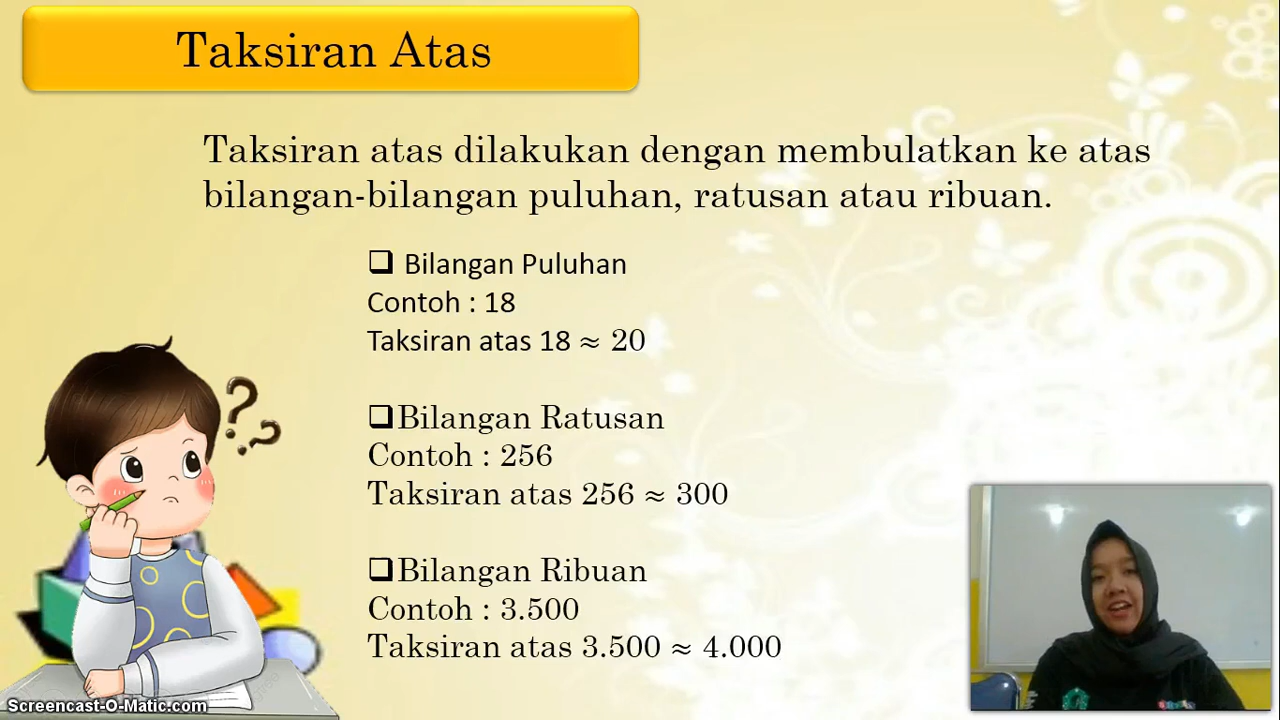 Taksiran Atas
Taksiran atas dilakukan dengan membulatkan ke atas
bilangan-bilangan puluhan, ratusan atau ribuan.
❑ Bilangan Puluhan
Contoh : 18
Taksiran atas 18 ≈ 20
❑Bilangan Ratusan
Contoh : 256
Taksiran atas 256 ≈ 300
❑Bilangan Ribuan
Contoh : 3.500
Taksiran atas 3.500 ≈ 4.000
Screencast-O-Matic.com